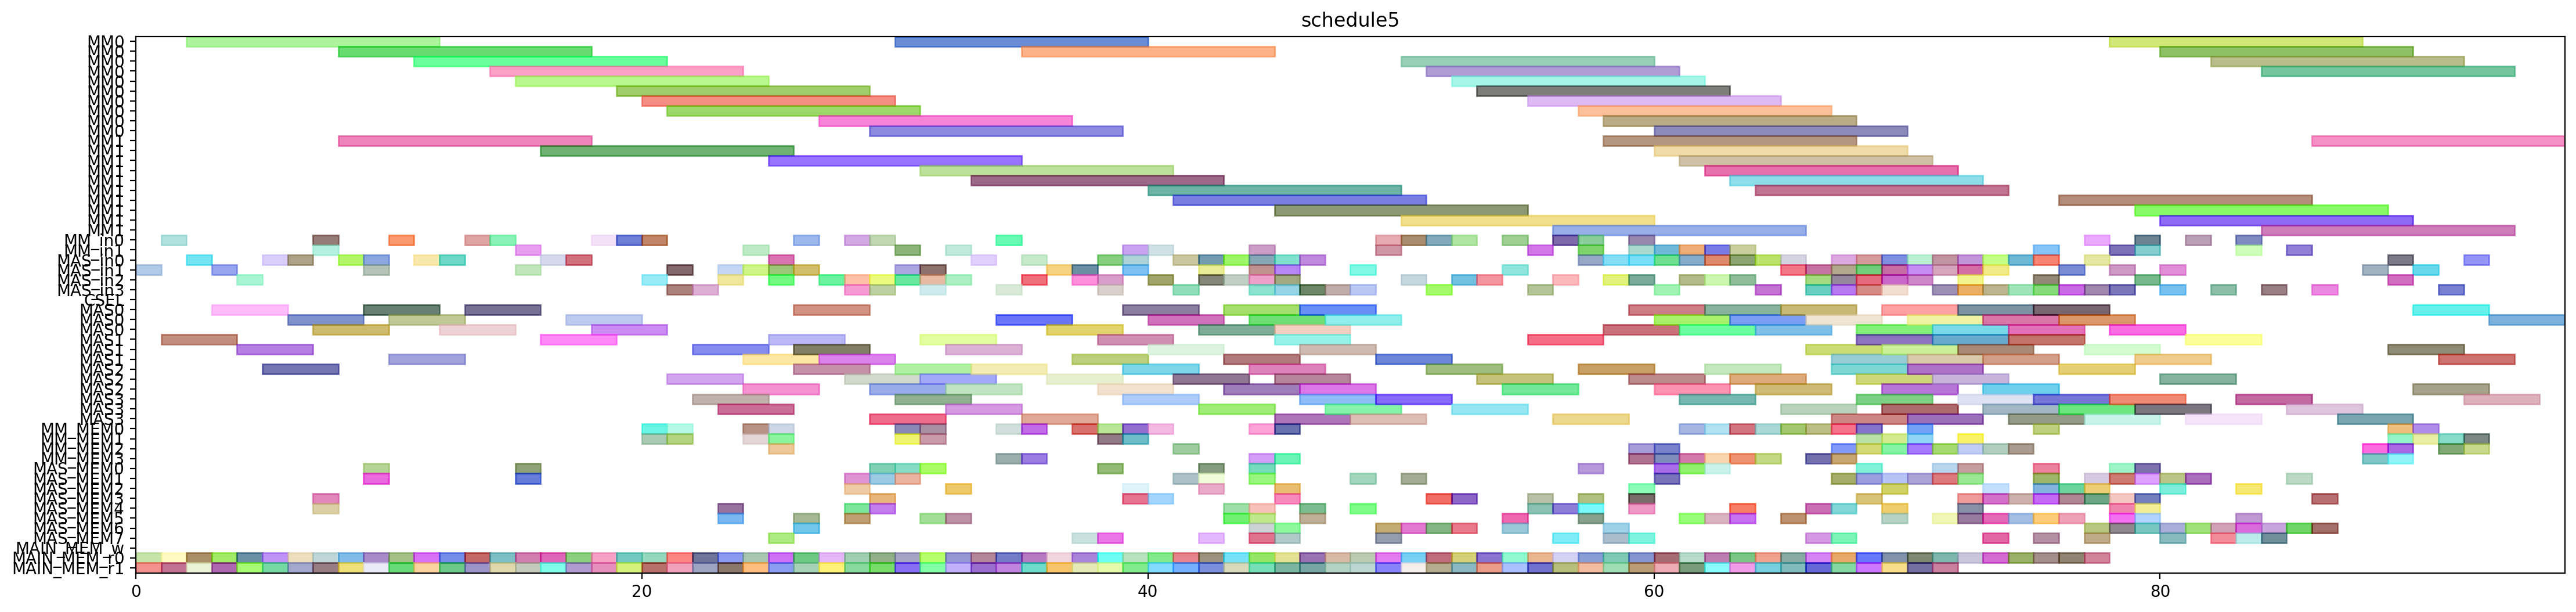 schedule5
MM0
MM0
MM0
MM0
MM0
MM0
MM0
MM0
MM0
MM0
MM1
MM1
MM1
MM1
MM1
MM1
MM1
MM1
MM1
MM1
MM_in0
MM_in1
MAS_in0
MAS_in1
MAS_in2
MAS_in3
CSEL
MAS0
MAS0
MAS0
MAS1
MAS1
MAS1
MAS2
MAS2
MAS2
MAS3
MAS3
MAS3
MM_MEM0
MM_MEM1
MM_MEM2
MM_MEM3
MAS_MEM0
MAS_MEM1
MAS_MEM2
MAS_MEM3
MAS_MEM4
MAS_MEM5
MAS_MEM6
MAS_MEM7
MAIN_MEM_w
MAIN_MEM_r0
MAIN_MEM_r1
0 20 40 60 80